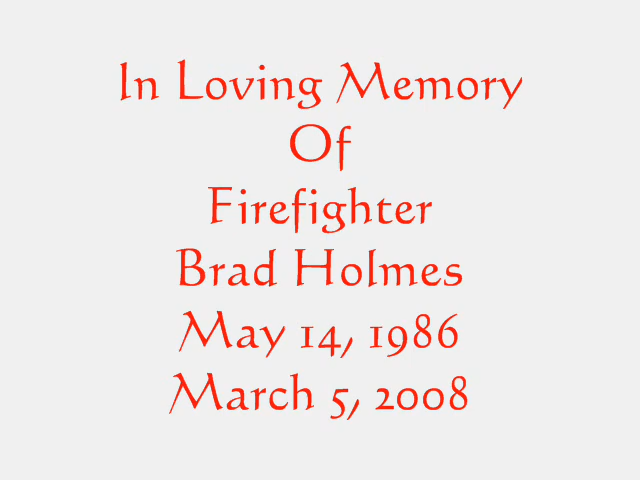 In Loving Memory
Of
Firefighter
Brad Holmes
May 14, 1986
March 5, 2008